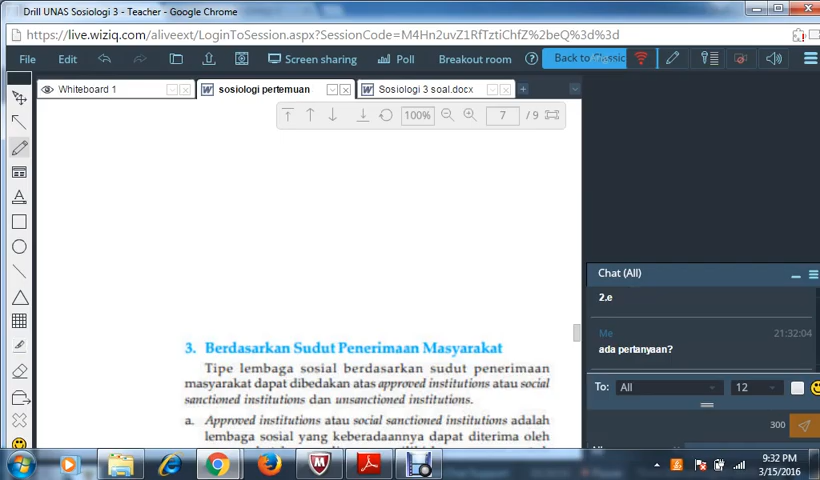 Drill UNAS Sosiologi 3 - Teacher - Google Chrome
https://live.wiziq.com/aliveext/LoginToSession.aspx?SessionCode=M4Hn2uvZ1RfTztiChfZ%2beQ%3d%3d
File Edit Screen sharing Poll Breakout room Back to Classic
Whiteboard 1 sosiologi pertemuan Sosiologi 3 soal.docx
100% 7 / 9
3. Berdasarkan Sudut Penerimaan Masyarakat
Tipe lembaga sosial berdasarkan sudut penerimaan
masyarakat dapat dibedakan atas approved institutions atau social
sanctioned institutions dan unsanctioned institutions.
a. Approved institutions atau social sanctioned institutions adalah
lembaga sosial yang keberadaannya dapat diterima oleh
Chat (All)
2.e
Me 21:32:04
ada pertanyaan?
To: All 12
300
9:32 PM
3/15/2016